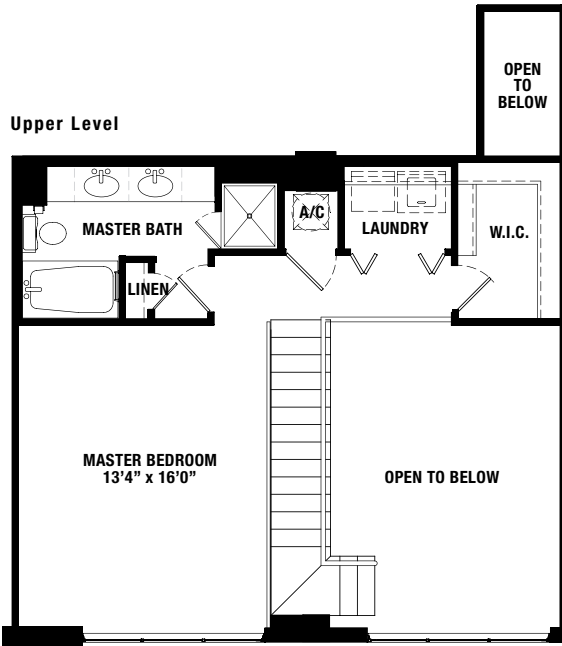 OPEN
TO
BELOW
Upper Level
MASTER BATH
A/C
LAUNDRY
W.I.C.
LINEN
MASTER BEDROOM
13'4” x 16'0”
OPEN TO BELOW